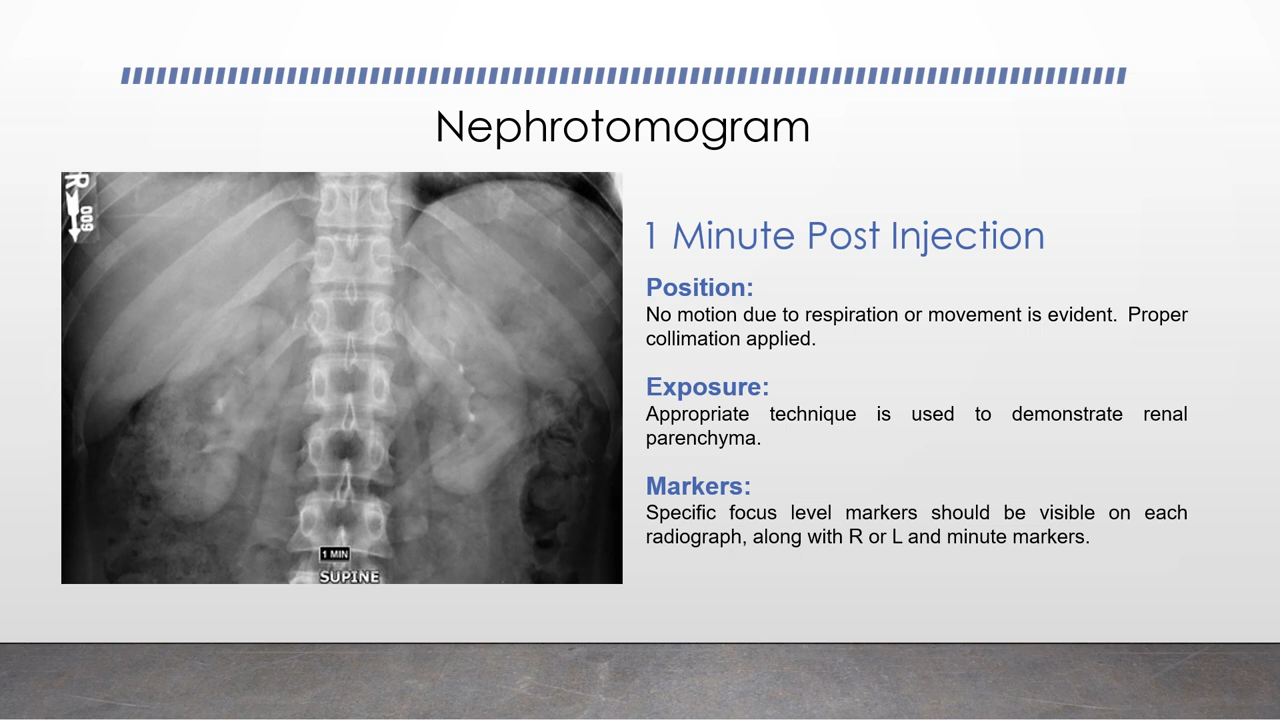 Nephrotomogram
R
600
1 MIN
SUPINE
1 Minute Post Injection
Position:
No motion due to respiration or movement is evident. Proper
collimation applied.
Exposure:
Appropriate technique is used to demonstrate renal
parenchyma.
Markers:
Specific focus level markers should be visible on each
radiograph, along with R or L and minute markers.